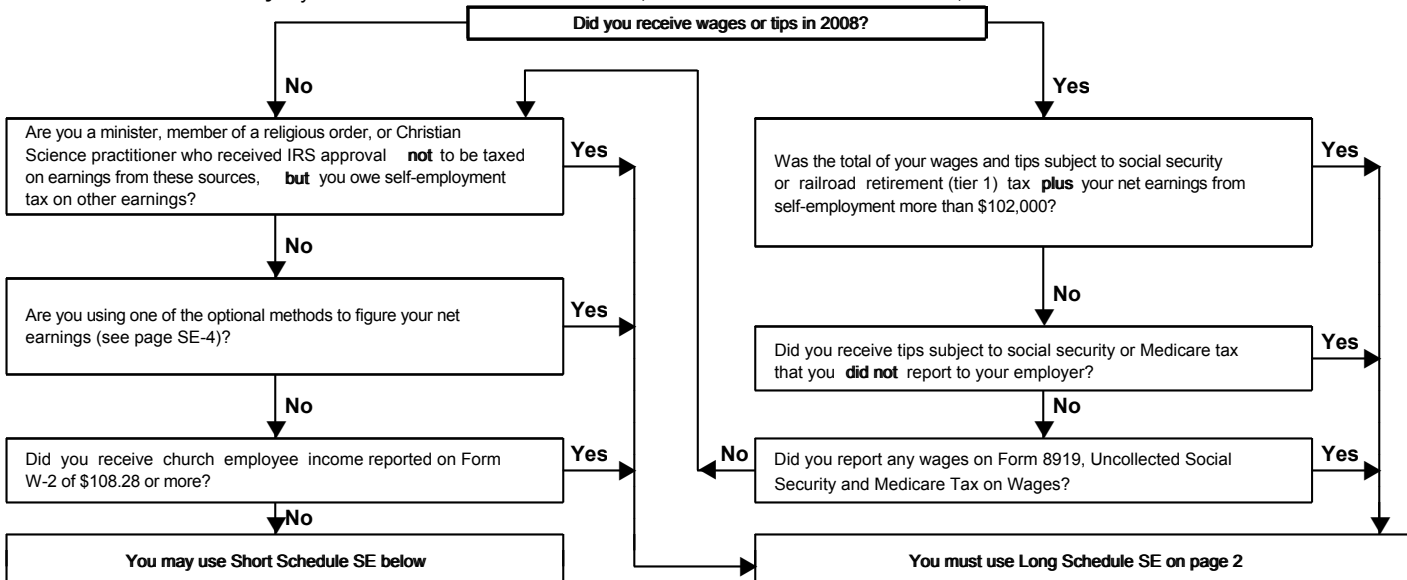 Did you receive wages or tips in 2008?
No
Yes
Are you a minister, member of a religious order, or Christian
Science practitioner who received IRS approval not to be taxed
on earnings from these sources, but you owe self-employment
tax on other earnings?
Yes
Was the total of your wages and tips subject to social security
or railroad retirement (tier 1) tax plus your net earnings from
self-employment more than $102,000?
Yes
No
No
Are you using one of the optional methods to figure your net
earnings (see page SE-4)?
Yes
Did you receive tips subject to social security or Medicare tax
that you did not report to your employer?
Yes
No
No
Did you receive church employee income reported on Form
W-2 of $108.28 or more?
Yes
No
Did you report any wages on Form 8919, Uncollected Social
Security and Medicare Tax on Wages?
Yes
No
You may use Short Schedule SE below
You must use Long Schedule SE on page 2